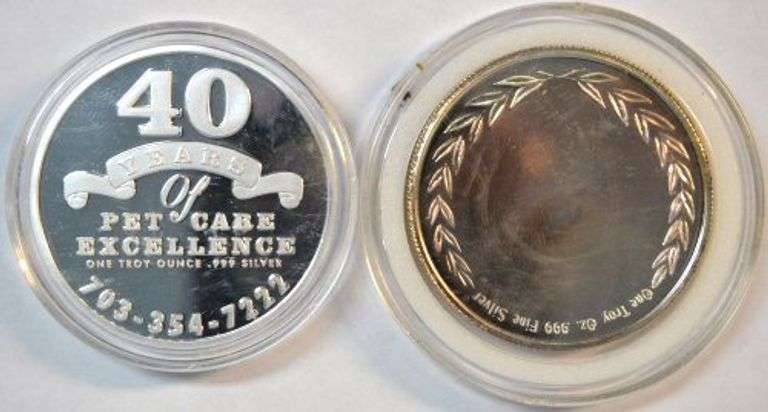 40
YEARS
Of
PET CARE
EXCELLENCE
ONE TROY OUNCE .999 SILVER
703-354-7222
One Troy Oz. .999 Fine Silver